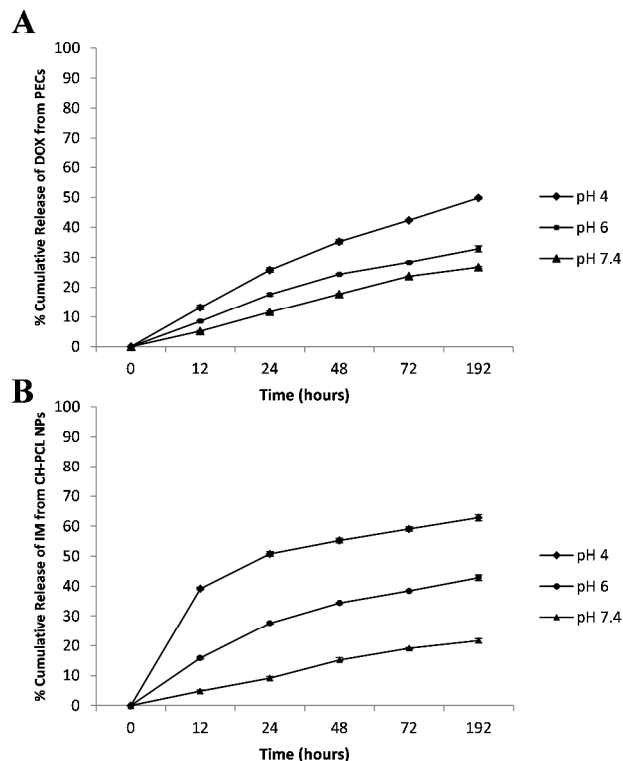 A
% Cumulative Release of DOX from PECs
100
90
80
70
60
50
40
30
20
10
0
0 12 24 48 72 192
Time (hours)
pH 4
pH 6
pH 7.4
B
% Cumulative Release of IM from CH-PCL NPs
100
90
80
70
60
50
40
30
20
10
0
0 12 24 48 72 192
Time (hours)
pH 4
pH 6
pH 7.4